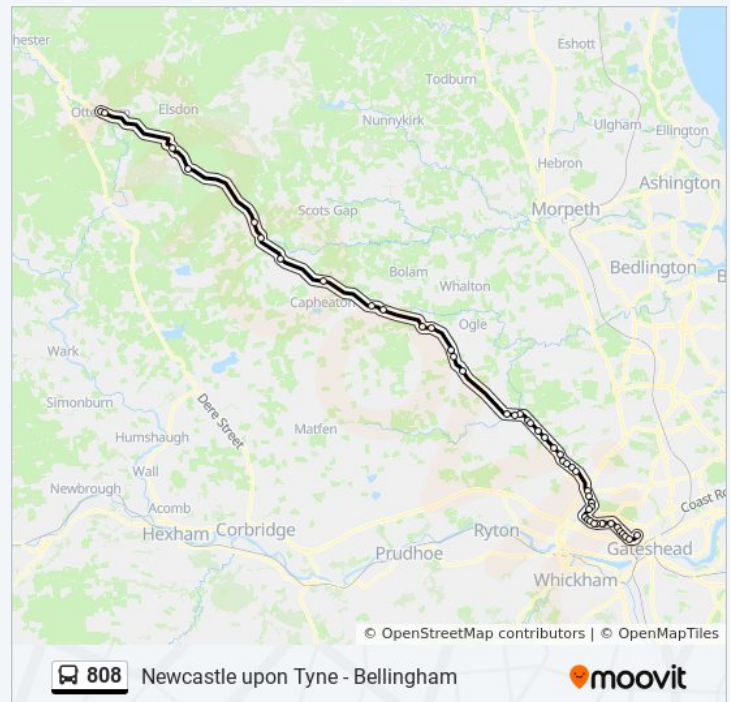 hester
Eshott
Todburn
Otte
Elsdon
Nunnykirk
Ulgham
Ellington
Hebron
Ashington
Scots Gap
Morpeth
Bolam
Bedlington
B
Whalton
Capheaton
Ogle
Wark
Simonburn
Dere Street
Matfen
Humshaugh
Wall
Newbrough
Acomb
Coast Ro
Hexham
Corbridge
Ryton
Prudhoe
Gateshead
Whickham
© OpenStreetMap contributors | © OpenMapTiles
808 Newcastle upon Tyne - Bellingham
moovit